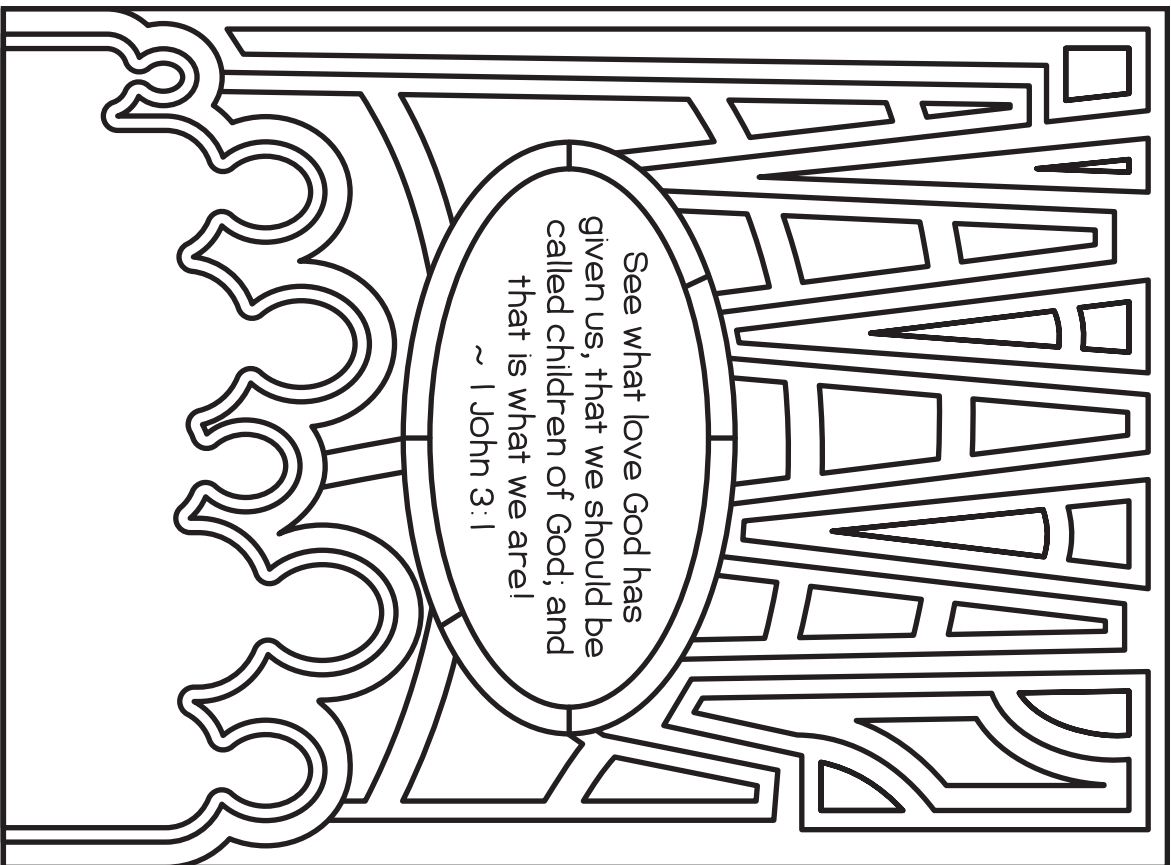 See what love God has
given us, that we should be
called children of God; and
that is what we are!
~ 1 John 3:1